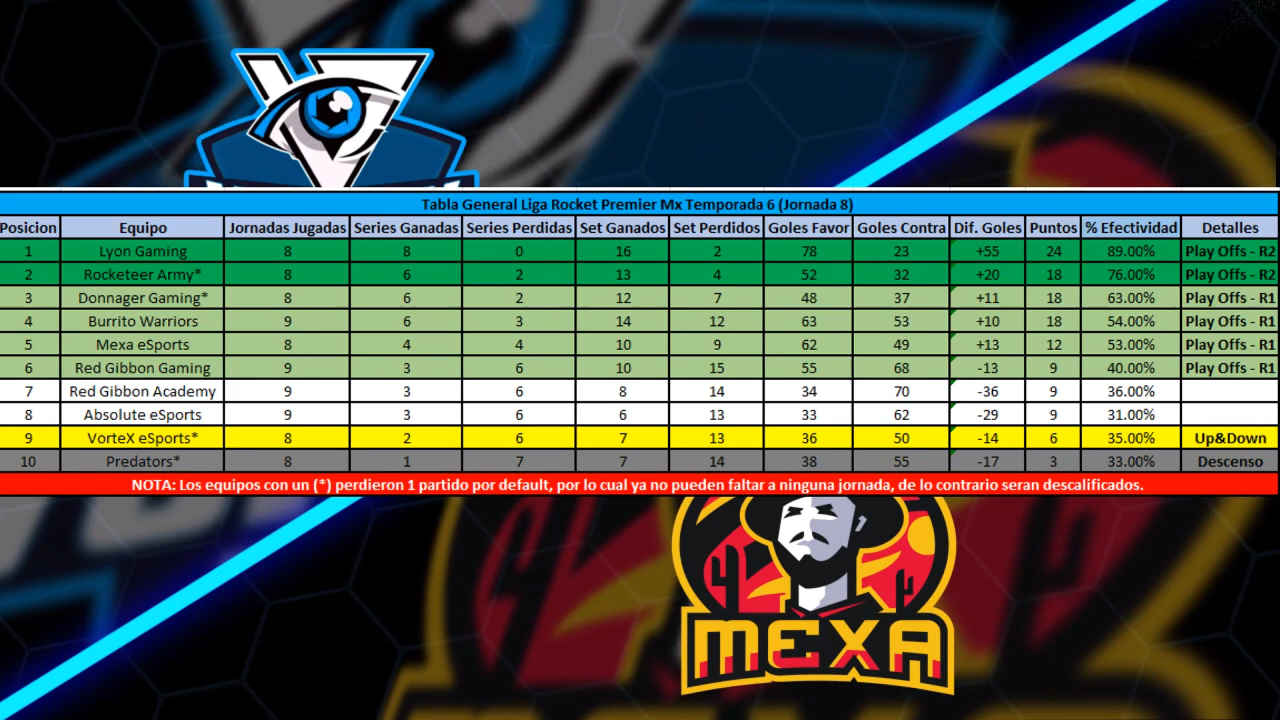 Tabla General Liga Rocket Premier Mx Temporada 6 (Jornada 8)
Posicion Equipo Jornadas Jugadas Series Ganadas Series Perdidas Set Ganados Set Perdidos Goles Favor Goles Contra Dif. Goles Puntos % Efectividad Detalles
1 Lyon Gaming 8 8 0 16 2 78 23 +55 24 89.00% Play Offs - R2
2 Rocketeer Army* 8 6 2 13 4 52 32 +20 18 76.00% Play Offs - R2
3 Donnager Gaming* 8 6 2 12 7 48 37 +11 18 63.00% Play Offs - R1
4 Burrito Warriors 9 6 3 14 12 63 53 +10 18 54.00% Play Offs - R1
5 Mexa eSports 8 4 4 10 9 62 49 +13 12 53.00% Play Offs - R1
6 Red Gibbon Gaming 9 3 6 10 15 55 68 -13 9 40.00% Play Offs - R1
7 Red Gibbon Academy 9 3 6 8 14 34 70 -36 9 36.00%
8 Absolute eSports 9 3 6 6 13 33 62 -29 9 31.00%
9 VorteX eSports* 8 2 6 7 13 36 50 -14 6 35.00% Up&Down
10 Predators* 8 1 7 7 14 38 55 -17 3 33.00% Descenso
NOTA: Los equipos con un (*) perdieron 1 partido por default, por lo cual ya no pueden faltar a ninguna jornada, de lo contrario seran descalificados.
MEXA